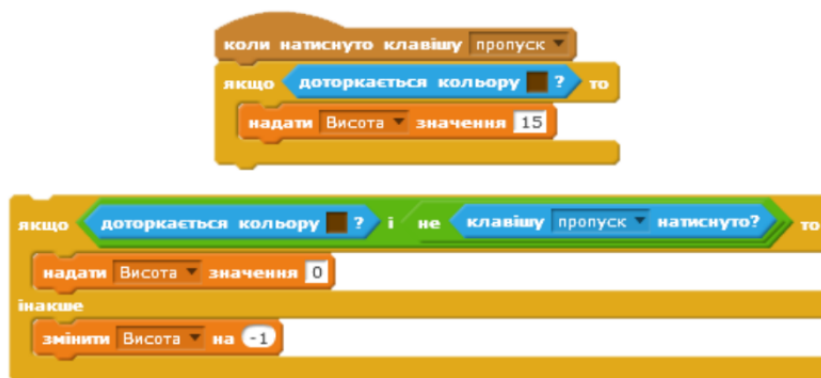 коли натиснуто клавішу пропуск
якщо доторкається кольору ? то
надати Висота значення 15
якщо доторкається кольору ? і не клавішу пропуск натиснуто? то
надати Висота значення 0
інакше
змінити Висота на -1